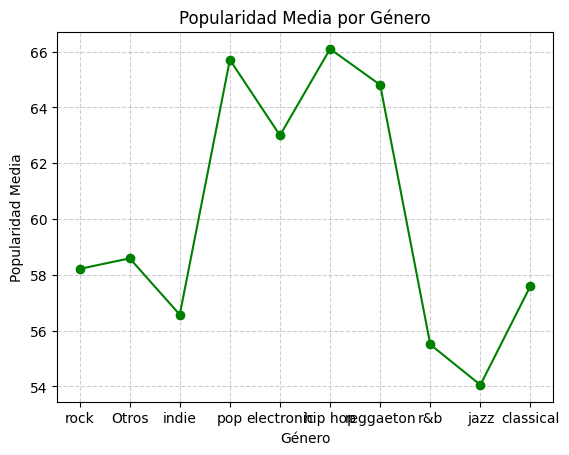 Popularidad Media por Género
Popularidad Media
66
64
62
60
58
56
54
rock Otros indie pop electronic hip hop reggaeton r&b jazz classical
Género